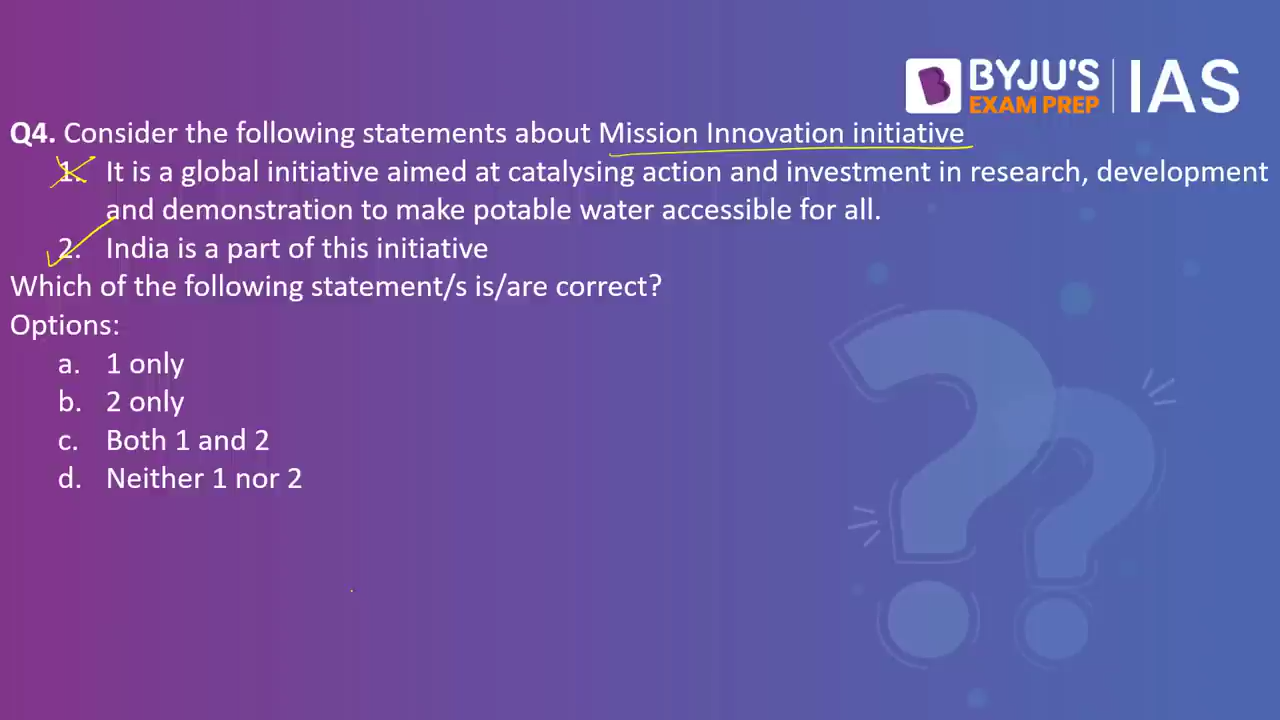 BYJU'S
EXAM PREP
IAS
Q4. Consider the following statements about Mission Innovation initiative
1. It is a global initiative aimed at catalysing action and investment in research, development
and demonstration to make potable water accessible for all.
2. India is a part of this initiative
Which of the following statement/s is/are correct?
Options:
a. 1 only
b. 2 only
c. Both 1 and 2
d. Neither 1 nor 2